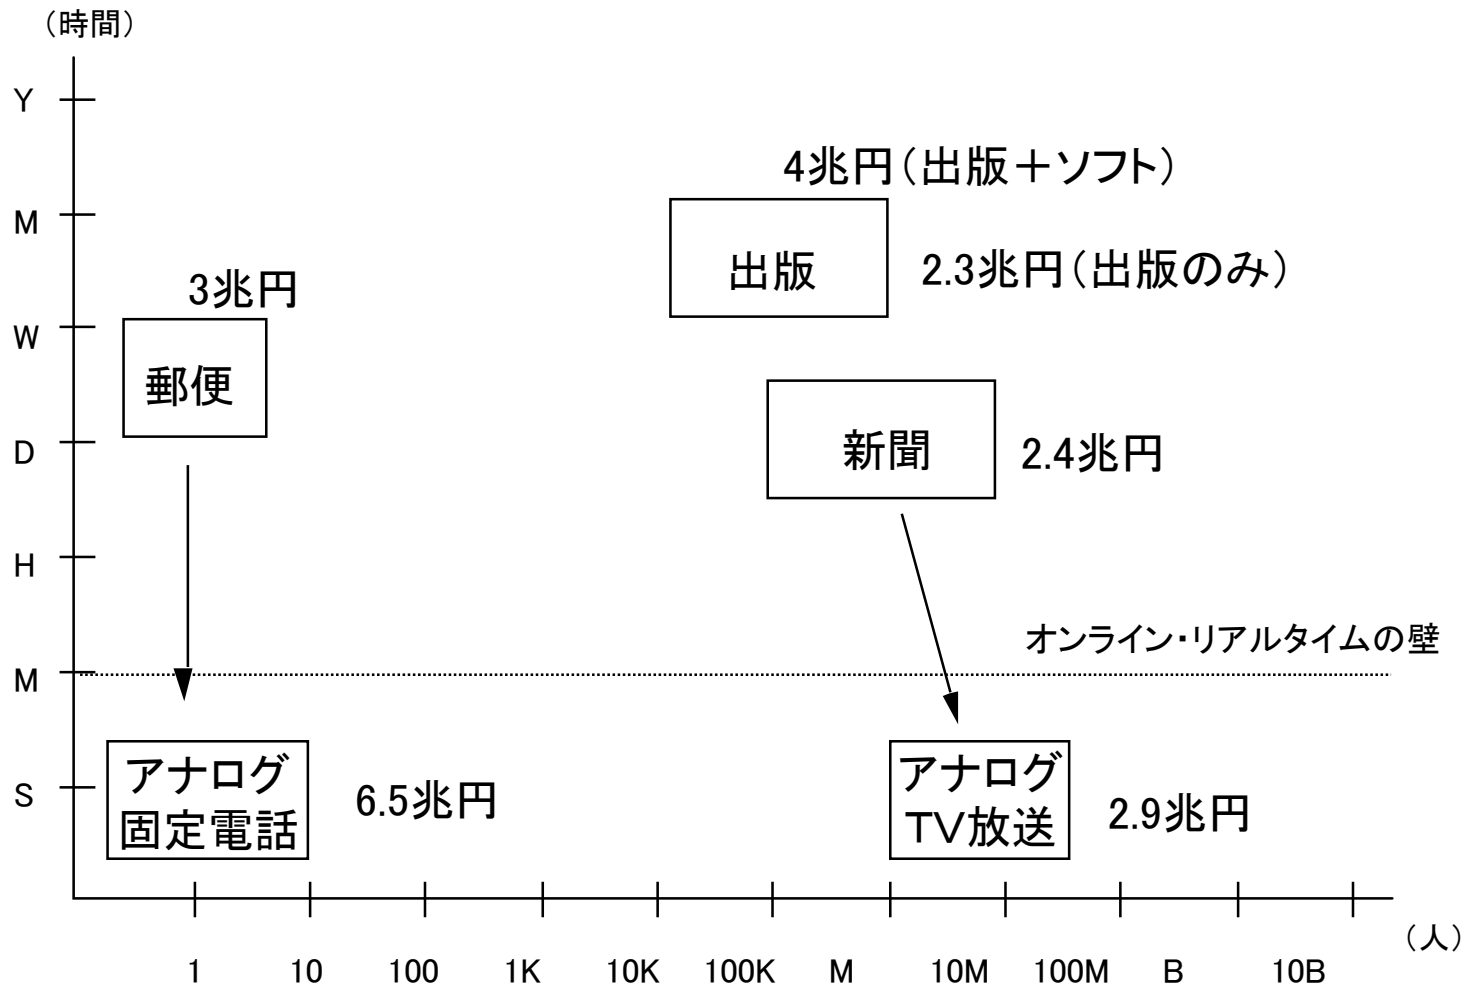 （時間）
Y
4兆円（出版＋ソフト）
M
出版
2.3兆円（出版のみ）
3兆円
W
郵便
D
新聞
2.4兆円
H
オンライン・リアルタイムの壁
M
アナログ
固定電話
6.5兆円
S
アナログ
ＴＶ放送
2.9兆円
（人）
1 10 100 1K 10K 100K M 10M 100M B 10B